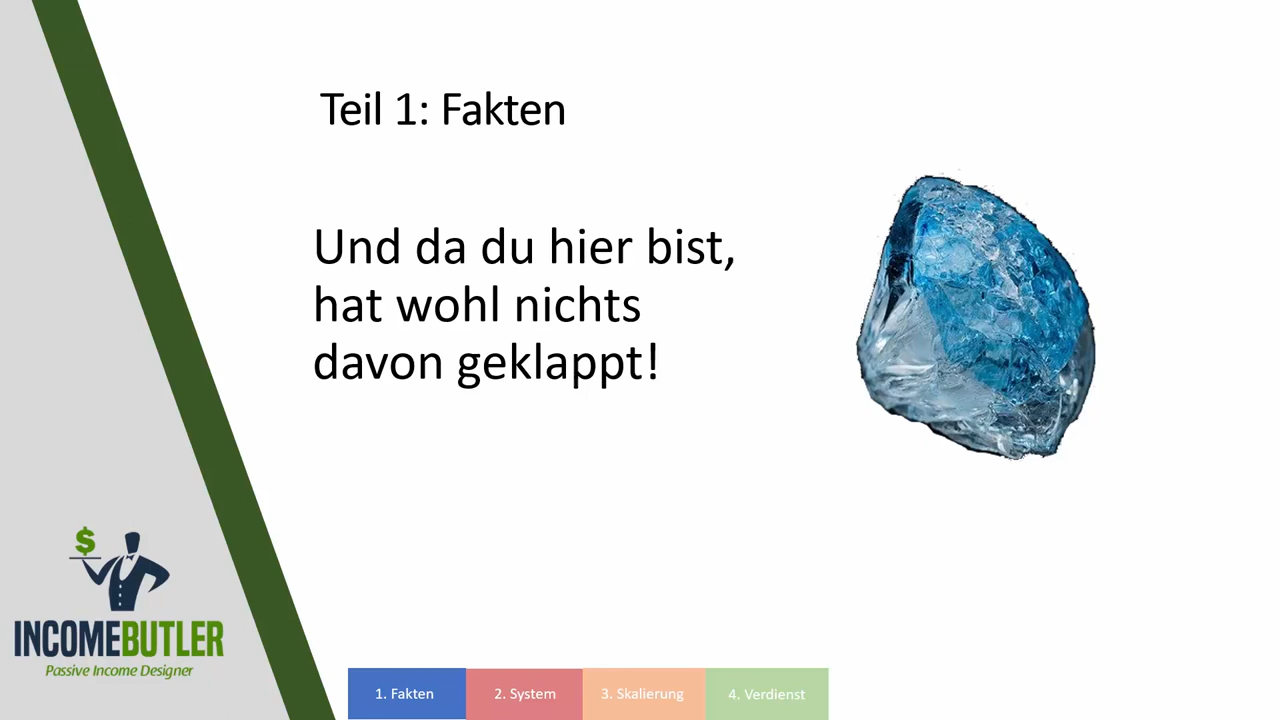 Teil 1: Fakten
Und da du hier bist,
hat wohl nichts
davon geklappt!
$
INCOMEBUTLER
Passive Income Designer
1. Fakten
2. System
3. Skalierung
4. Verdienst